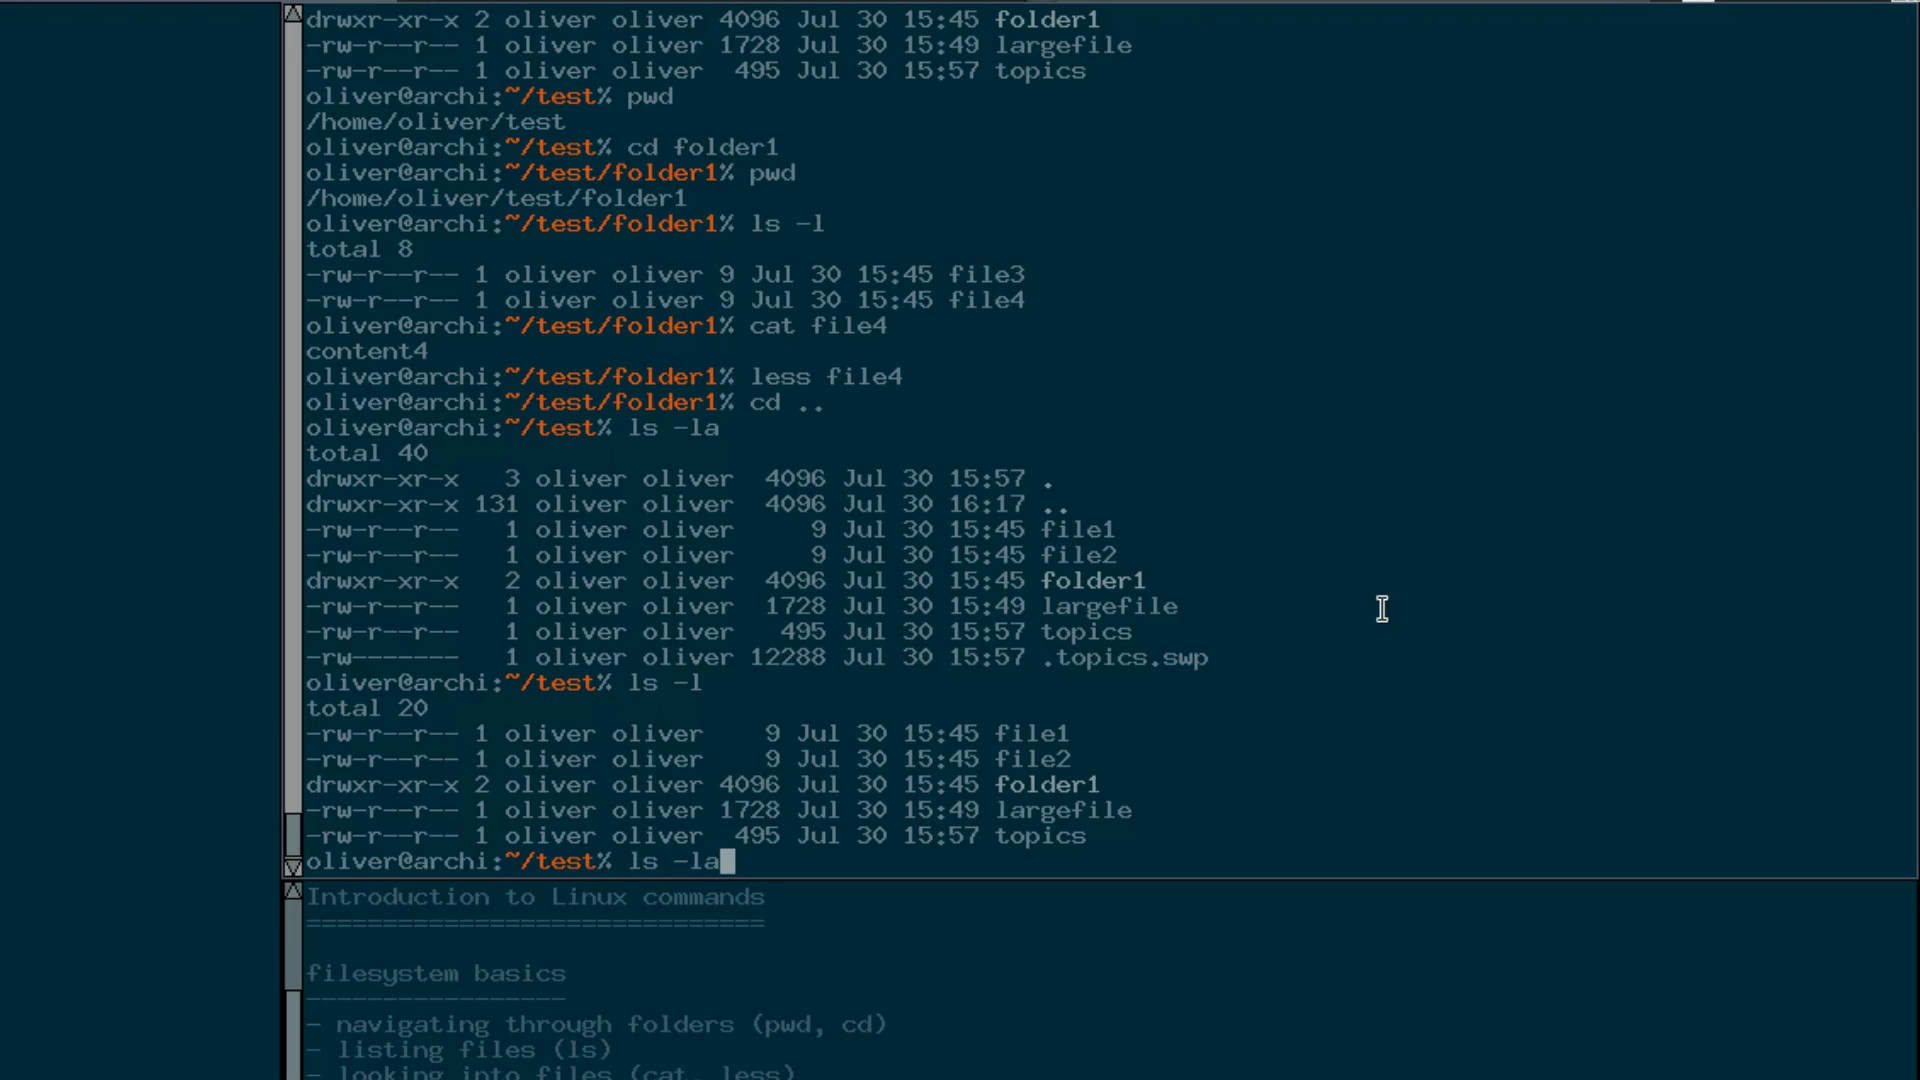 drwxr-xr-x 2 oliver oliver 4096 Jul 30 15:45 folder1
-rw-r--r-- 1 oliver oliver 1728 Jul 30 15:49 largefile
-rw-r--r-- 1 oliver oliver  495 Jul 30 15:57 topics
oliver@archi:~/test% pwd
/home/oliver/test
oliver@archi:~/test% cd folder1
oliver@archi:~/test/folder1% pwd
/home/oliver/test/folder1
oliver@archi:~/test/folder1% ls -l
total 8
-rw-r--r-- 1 oliver oliver 9 Jul 30 15:45 file3
-rw-r--r-- 1 oliver oliver 9 Jul 30 15:45 file4
oliver@archi:~/test/folder1% cat file4
content4
oliver@archi:~/test/folder1% less file4
oliver@archi:~/test/folder1% cd ..
oliver@archi:~/test% ls -la
total 40
drwxr-xr-x   3 oliver oliver  4096 Jul 30 15:57 .
drwxr-xr-x 131 oliver oliver  4096 Jul 30 16:17 ..
-rw-r--r--   1 oliver oliver     9 Jul 30 15:45 file1
-rw-r--r--   1 oliver oliver     9 Jul 30 15:45 file2
drwxr-xr-x   2 oliver oliver  4096 Jul 30 15:45 folder1
-rw-r--r--   1 oliver oliver  1728 Jul 30 15:49 largefile
-rw-r--r--   1 oliver oliver   495 Jul 30 15:57 topics
-rw-------   1 oliver oliver 12288 Jul 30 15:57 .topics.swp
oliver@archi:~/test% ls -l
total 20
-rw-r--r-- 1 oliver oliver    9 Jul 30 15:45 file1
-rw-r--r-- 1 oliver oliver    9 Jul 30 15:45 file2
drwxr-xr-x 2 oliver oliver 4096 Jul 30 15:45 folder1
-rw-r--r-- 1 oliver oliver 1728 Jul 30 15:49 largefile
-rw-r--r-- 1 oliver oliver  495 Jul 30 15:57 topics
oliver@archi:~/test% ls -la
Introduction to Linux commands
==============================
filesystem basics
-----------------
- navigating through folders (pwd, cd)
- listing files (ls)
- looking into files (cat, less)